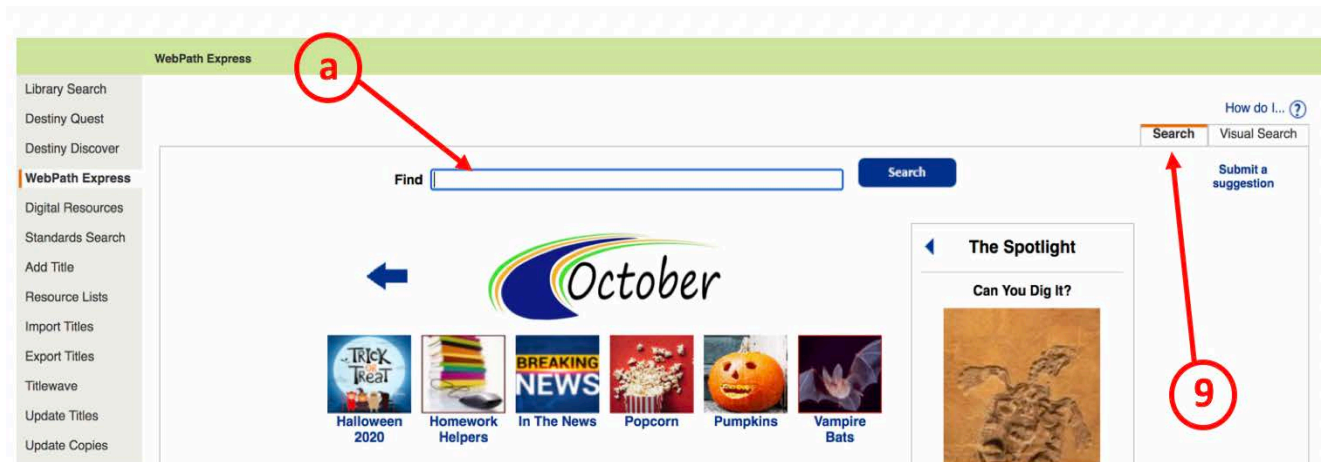 WebPath Express
a
Library Search
Destiny Quest
Destiny Discover
WebPath Express
Digital Resources
Standards Search
Add Title
Resource Lists
Import Titles
Export Titles
Titlewave
Update Titles
Update Copies
How do I... ?
Search
Visual Search
Find
Search
Submit a
suggestion
October
TRICK
OR
TREAT
BREAKING
NEWS
Halloween
2020
Homework
Helpers
In The News
Popcorn
Pumpkins
Vampire
Bats
The Spotlight
Can You Dig It?
9